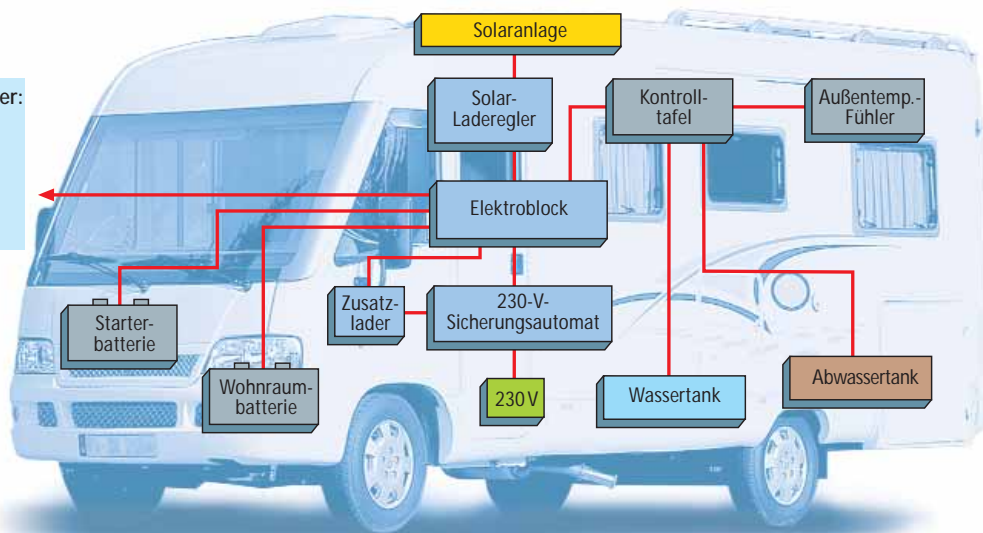 Solaranlage
er:
Solar-
Laderegler
Kontroll-
tafel
Außentemp.-
Fühler
Elektroblock
Zusatz-
lader
230-V-
Sicherungsautomat
Starter-
batterie
Wohnraum-
batterie
230 V
Wassertank
Abwassertank